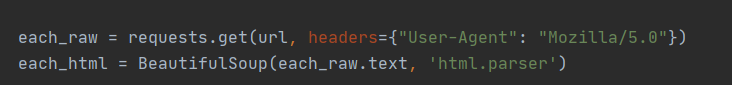 each_raw = requests.get(url, headers={"User-Agent": "Mozilla/5.0"})
each_html = BeautifulSoup(each_raw.text, 'html.parser')